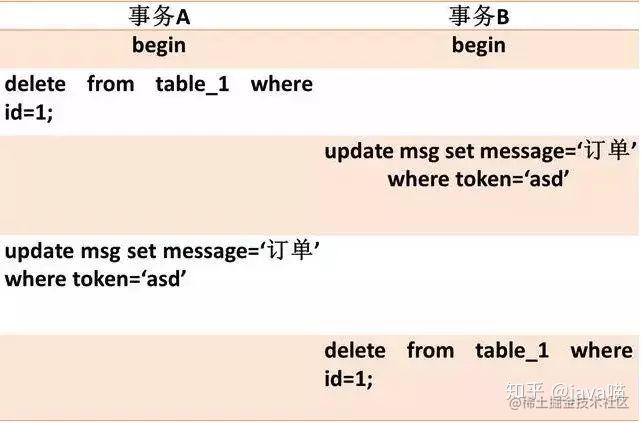 事务A 事务B
begin begin
delete from table_1 where
id=1;
update msg set message=‘订单’
where token=‘asd’
update msg set message=‘订单’
where token=‘asd’
delete from table_1 where
id=1;
知乎 @java喵
@稀土掘金技术社区